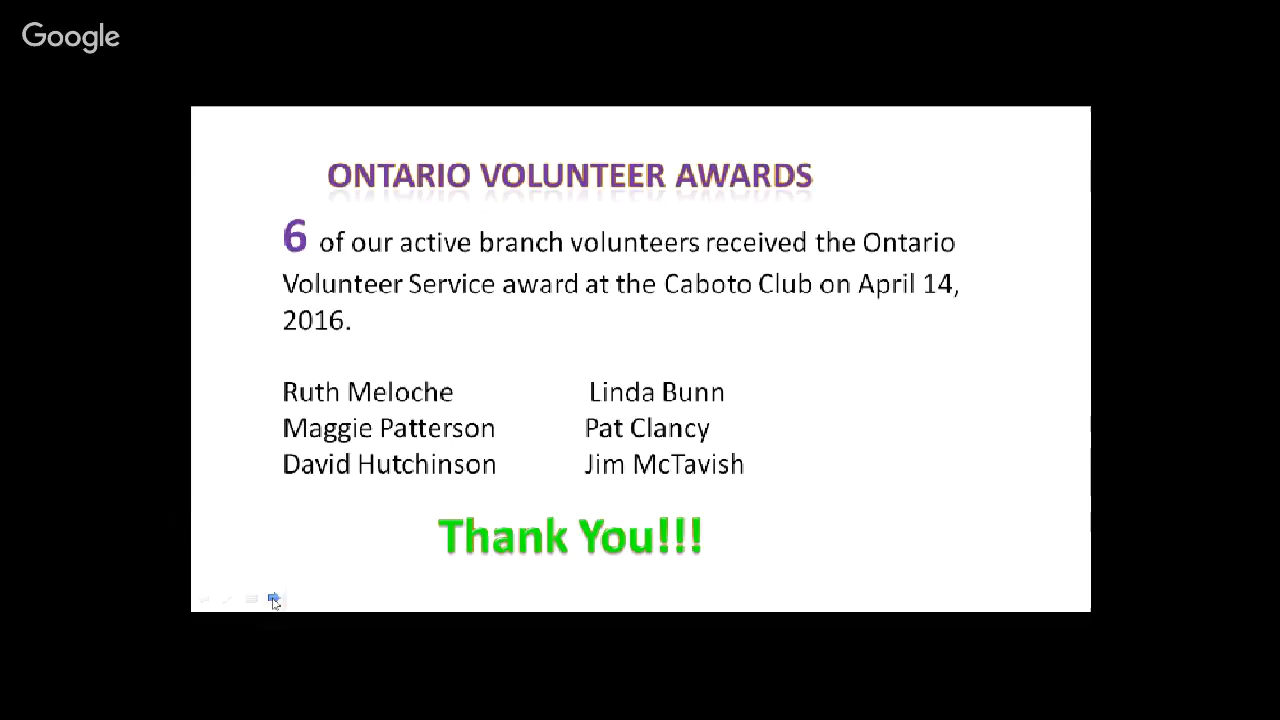 Google
ONTARIO VOLUNTEER AWARDS
6 of our active branch volunteers received the Ontario
Volunteer Service award at the Caboto Club on April 14,
2016.
Ruth Meloche Linda Bunn
Maggie Patterson Pat Clancy
David Hutchinson Jim McTavish
Thank You!!!